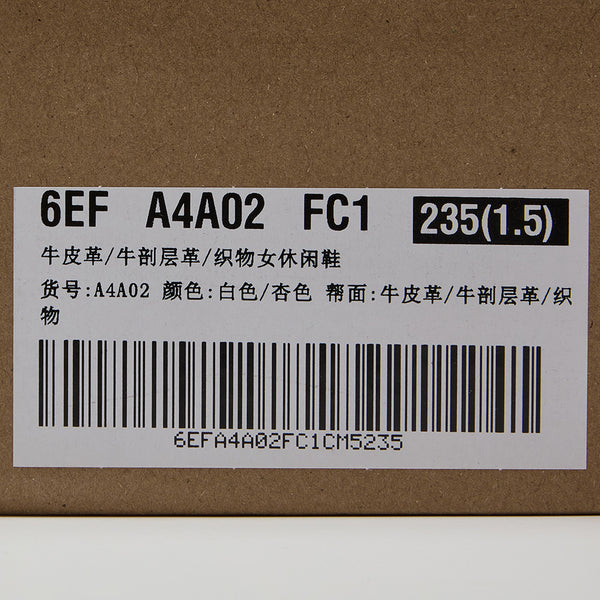 6EF A4A02 FC1 235(1.5)
牛皮革/牛剖层革/织物女休闲鞋
货号:A4A02 颜色:白色/杏色 帮面:牛皮革/牛剖层革/织
物
6EFA4A02FC1CM5235